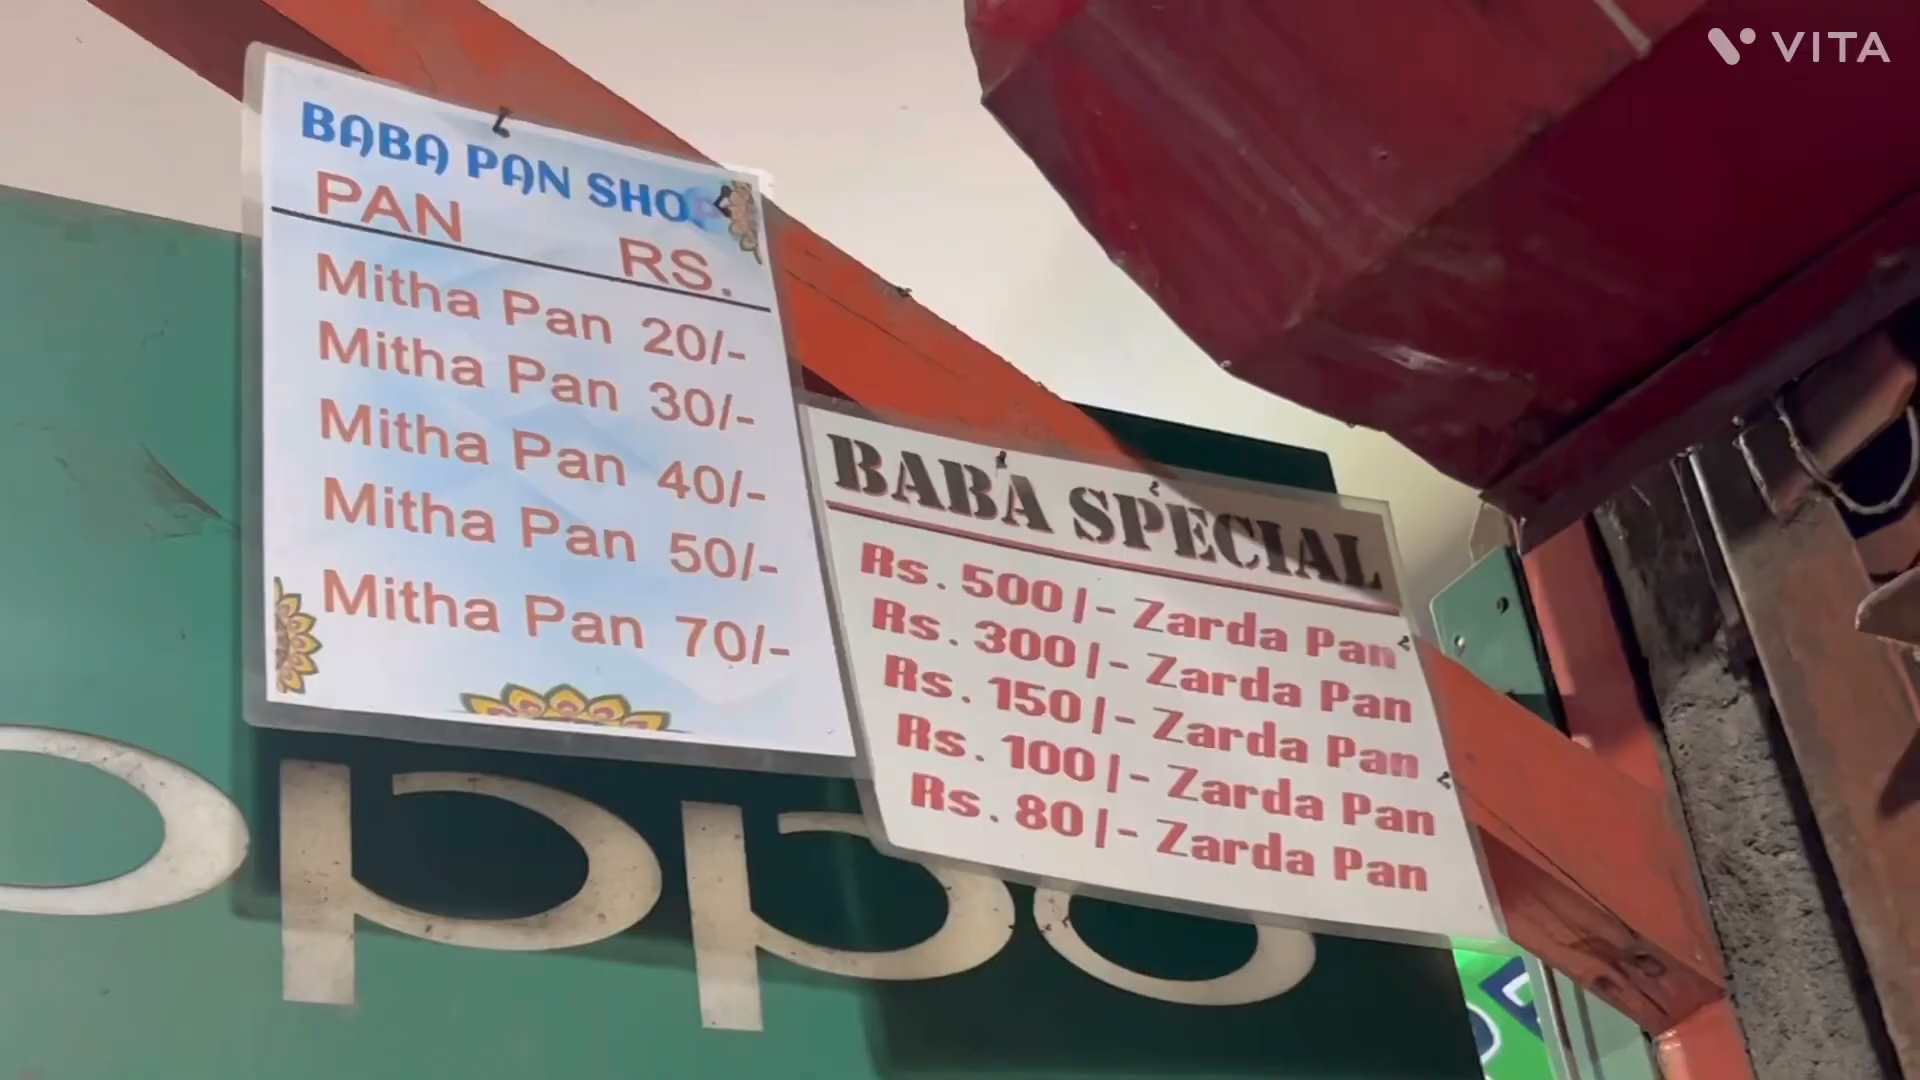 VITA
BABA PAN SHOP
PAN RS.
Mitha Pan 20/-
Mitha Pan 30/-
Mitha Pan 40/-
Mitha Pan 50/-
Mitha Pan 70/-
BABA SPECIAL
Rs. 500/- Zarda Pan
Rs. 300/- Zarda Pan
Rs. 150/- Zarda Pan
Rs. 100/- Zarda Pan
Rs. 80/- Zarda Pan
oppo